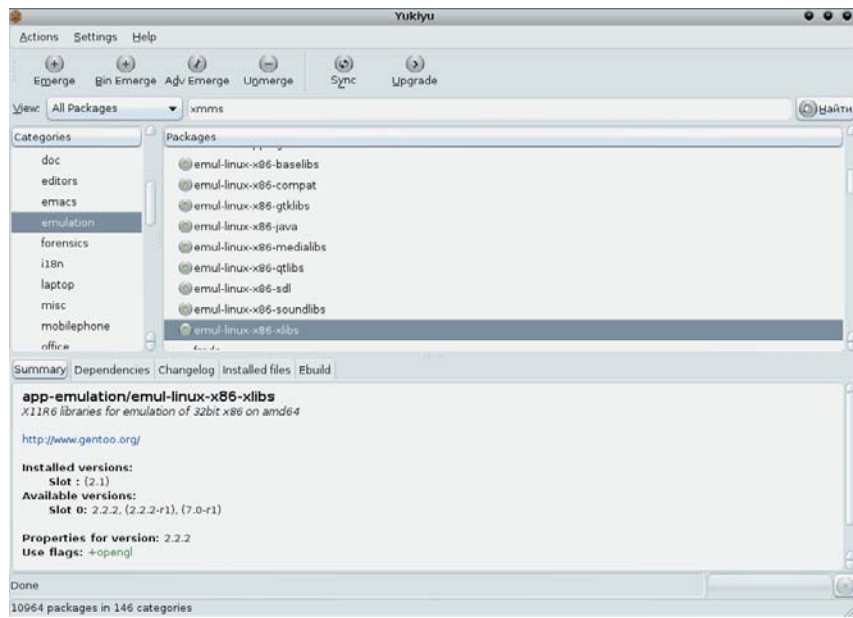 Yukiyu
Actions Settings Help
Emerge Bin Emerge Adv Emerge Unmerge Sync Upgrade
View: All Packages xmms Найти
Categories
doc
editors
emacs
emulation
forensics
i18n
laptop
misc
mobilephone
office
Packages
emul-linux-x86-baselibs
emul-linux-x86-compat
emul-linux-x86-gtklibs
emul-linux-x86-java
emul-linux-x86-medialibs
emul-linux-x86-qtlibs
emul-linux-x86-sdl
emul-linux-x86-soundlibs
emul-linux-x86-xlibs
Summary Dependencies Changelog Installed files Ebuild
app-emulation/emul-linux-x86-xlibs
X11R6 libraries for emulation of 32bit x86 on amd64
http://www.gentoo.org/
Installed versions:
Slot : (2.1)
Available versions:
Slot 0: 2.2.2, (2.2.2-r1), (7.0-r1)
Properties for version: 2.2.2
Use flags: +opengl
Done
10964 packages in 146 categories